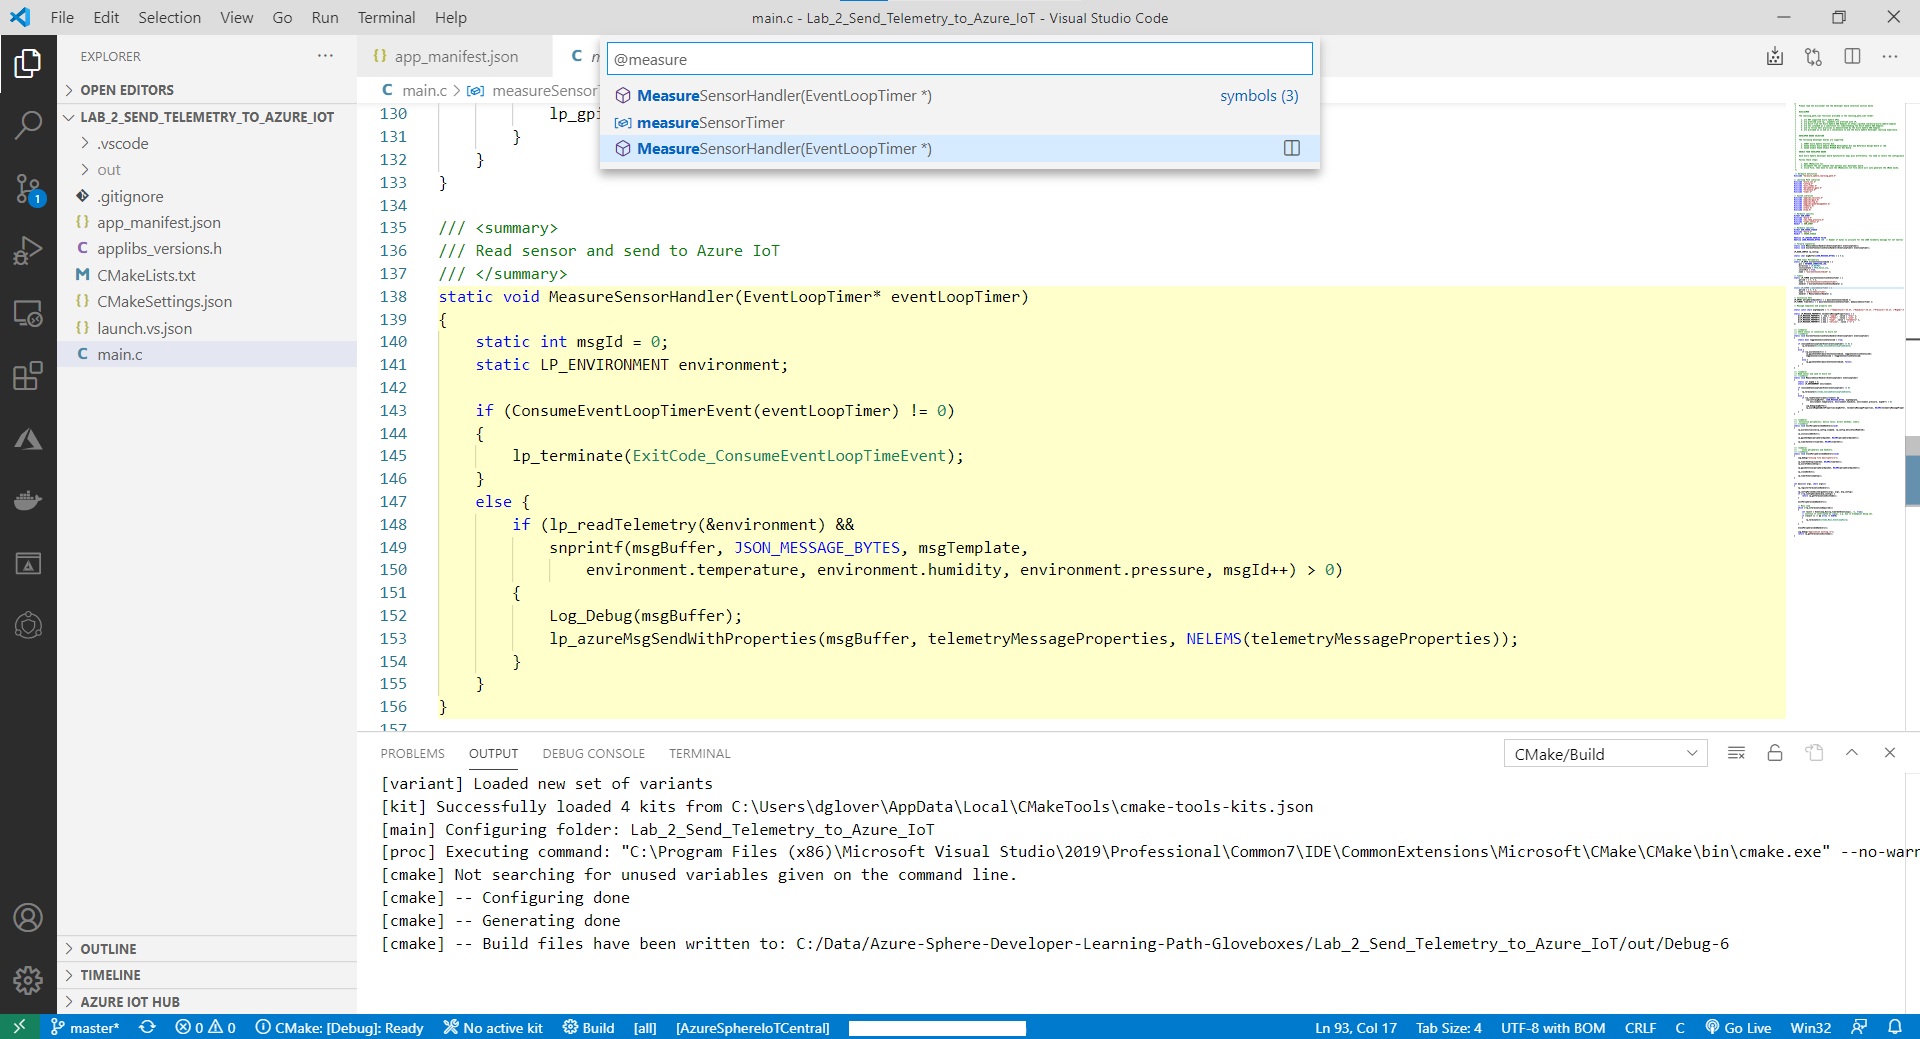 File Edit Selection View Go Run Terminal Help
main.c - Lab_2_Send_Telemetry_to_Azure_IoT - Visual Studio Code
EXPLORER
OPEN EDITORS
LAB_2_SEND_TELEMETRY_TO_AZURE_IOT
.vscode
out
.gitignore
app_manifest.json
applibs_versions.h
CMakeLists.txt
CMakeSettings.json
launch.vs.json
main.c
OUTLINE
TIMELINE
AZURE IOT HUB
1
app_manifest.json
@measure
MeasureSensorHandler(EventLoopTimer *)
symbols (3)
measureSensorTimer
MeasureSensorHandler(EventLoopTimer *)
main.c > measureSensorT
130 lp_gpi
131 }
132 }
133 }
134
135 /// <summary>
136 /// Read sensor and send to Azure IoT
137 /// </summary>
138 static void MeasureSensorHandler(EventLoopTimer* eventLoopTimer)
139 {
140 static int msgId = 0;
141 static LP_ENVIRONMENT environment;
142
143 if (ConsumeEventLoopTimerEvent(eventLoopTimer) != 0)
144 {
145 lp_terminate(ExitCode_ConsumeEventLoopTimeEvent);
146 }
147 else {
148 if (lp_readTelemetry(&environment) &&
149 snprintf(msgBuffer, JSON_MESSAGE_BYTES, msgTemplate,
150 environment.temperature, environment.humidity, environment.pressure, msgId++) > 0)
151 {
152 Log_Debug(msgBuffer);
153 lp_azureMsgSendWithProperties(msgBuffer, telemetryMessageProperties, NELEMS(telemetryMessageProperties));
154 }
155 }
156 }
157
PROBLEMS OUTPUT DEBUG CONSOLE TERMINAL
CMake/Build
[variant] Loaded new set of variants
[kit] Successfully loaded 4 kits from C:\Users\dglover\AppData\Local\CMakeTools\cmake-tools-kits.json
[main] Configuring folder: Lab_2_Send_Telemetry_to_Azure_IoT
[proc] Executing command: "C:\Program Files (x86)\Microsoft Visual Studio\2019\Professional\Common7\IDE\CommonExtensions\Microsoft\CMake\CMake\bin\cmake.exe" --no-warn
[cmake] Not searching for unused variables given on the command line.
[cmake] -- Configuring done
[cmake] -- Generating done
[cmake] -- Build files have been written to: C:/Data/Azure-Sphere-Developer-Learning-Path-Gloveboxes/Lab_2_Send_Telemetry_to_Azure_IoT/out/Debug-6
master* 0 0 CMake: [Debug]: Ready No active kit Build [all] [AzureSphereIoTCentral] Ln 93, Col 17 Tab Size: 4 UTF-8 with BOM CRLF C Go Live Win32